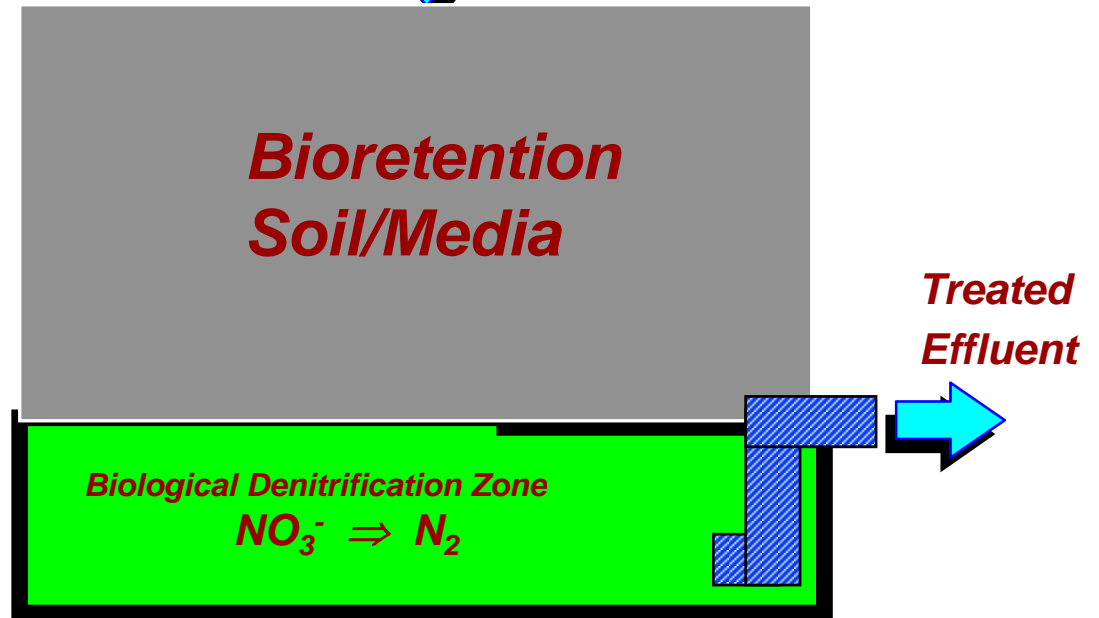 Bioretention
Soil/Media
Treated
Effluent
Biological Denitrification Zone
NO₃⁻ ⇒ N₂